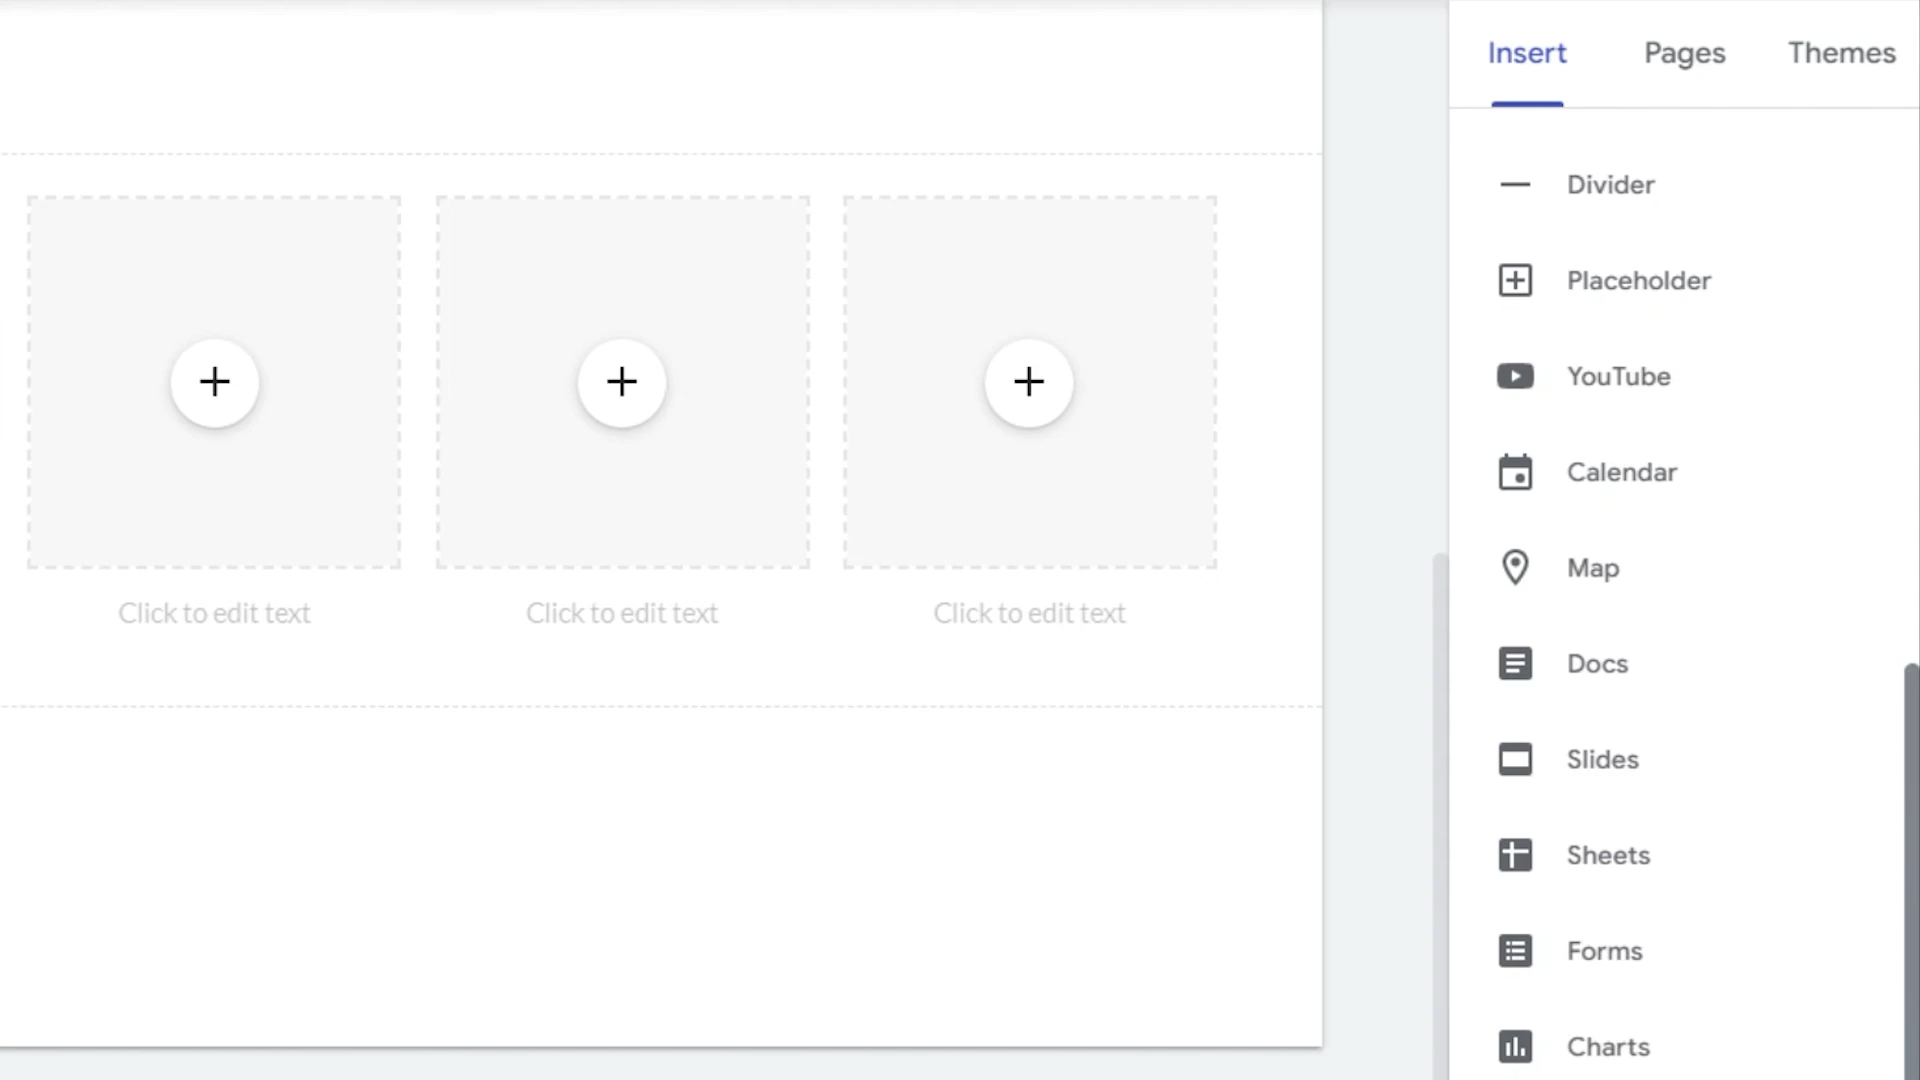 Insert Pages Themes
Divider
Placeholder
YouTube
Calendar
Map
Docs
Slides
Sheets
Forms
Charts
Click to edit text Click to edit text Click to edit text